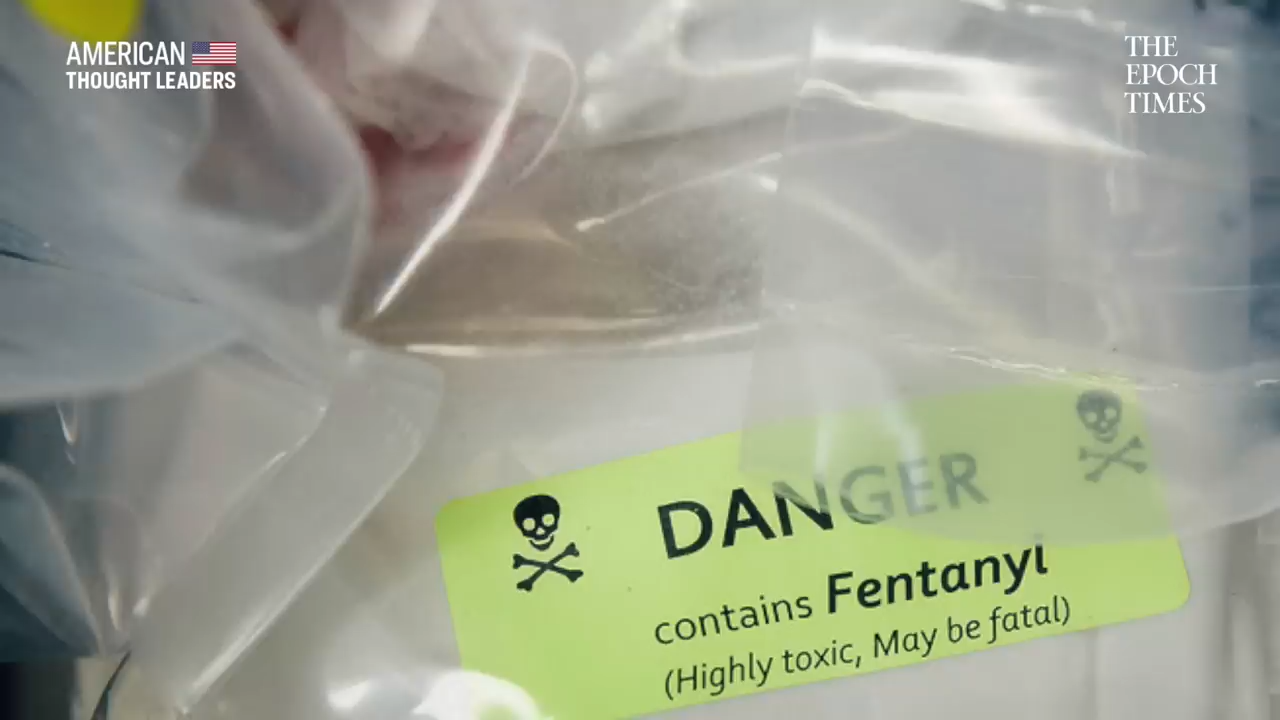 AMERICAN
THOUGHT LEADERS
THE
EPOCH
TIMES
DANGER
contains Fentanyl
(Highly toxic, May be fatal)